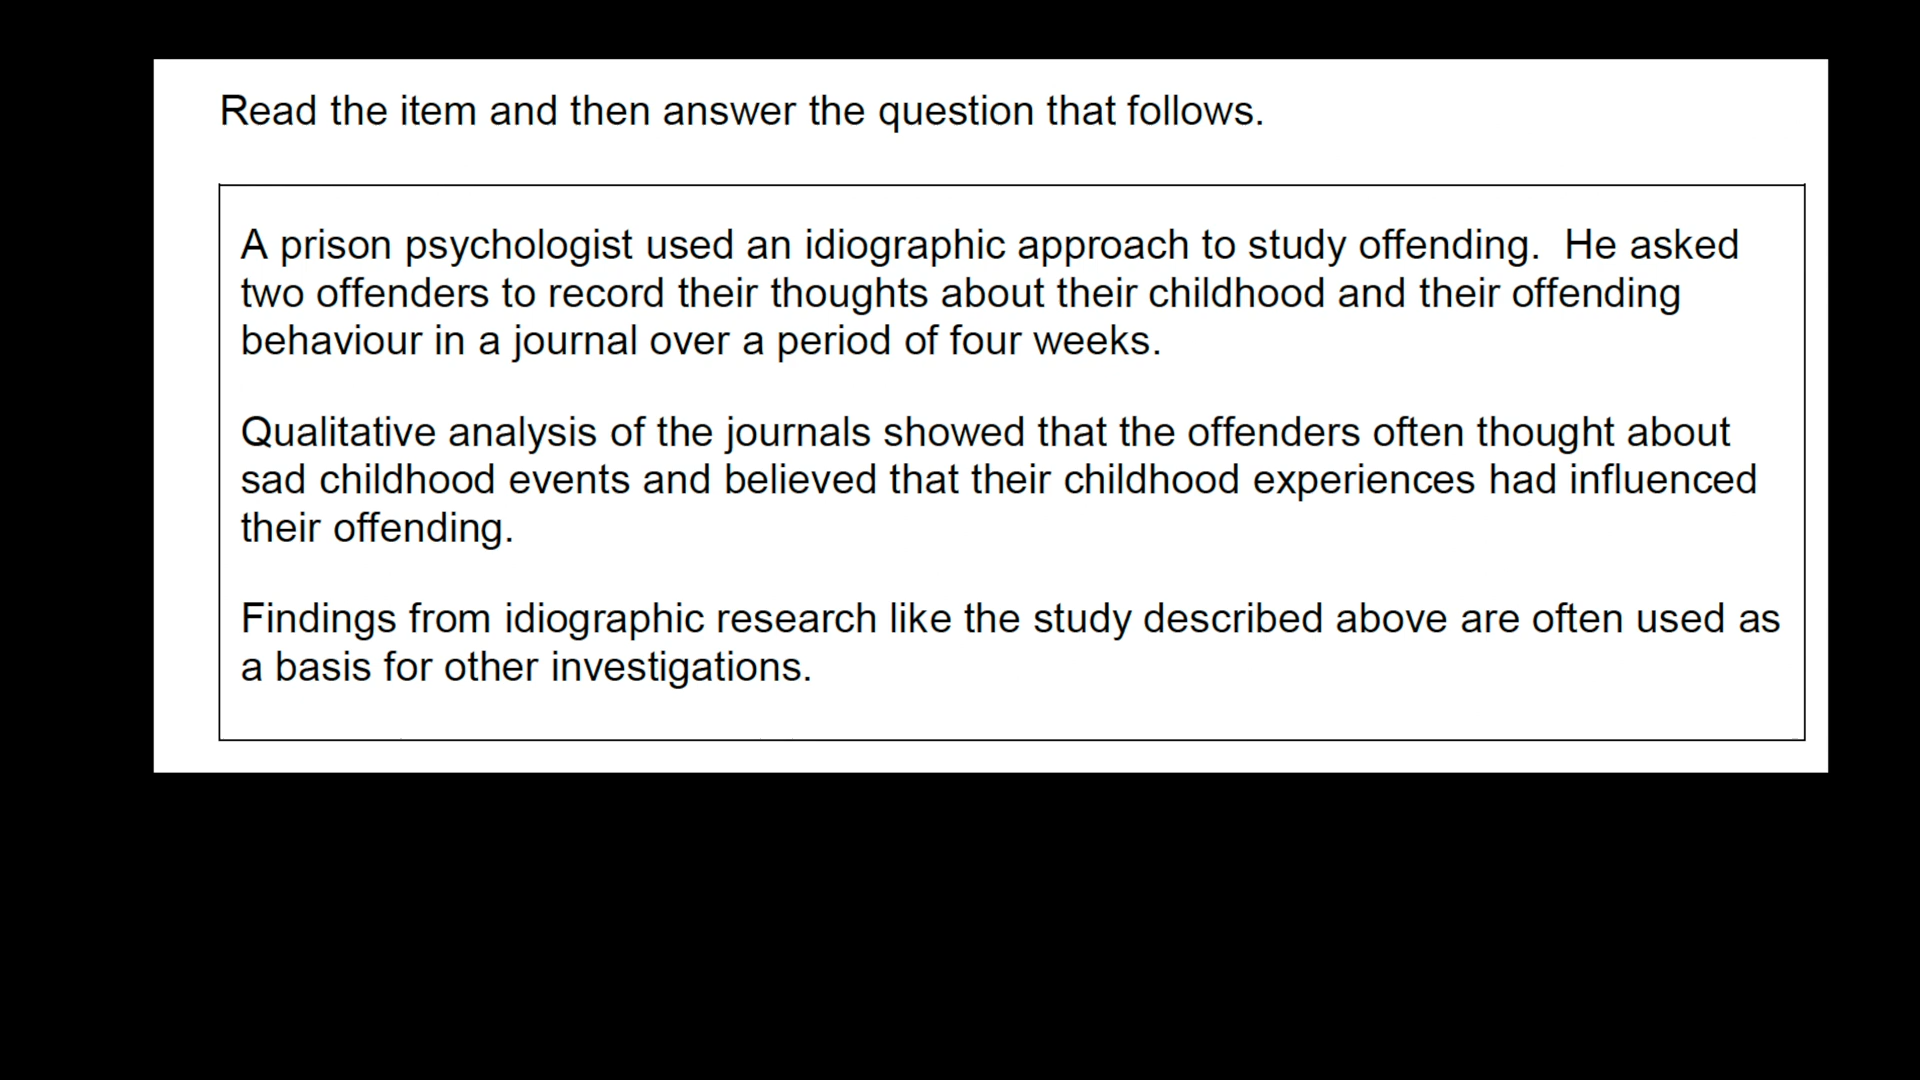 Read the item and then answer the question that follows.
A prison psychologist used an idiographic approach to study offending.  He asked
two offenders to record their thoughts about their childhood and their offending
behaviour in a journal over a period of four weeks.
Qualitative analysis of the journals showed that the offenders often thought about
sad childhood events and believed that their childhood experiences had influenced
their offending.
Findings from idiographic research like the study described above are often used as
a basis for other investigations.